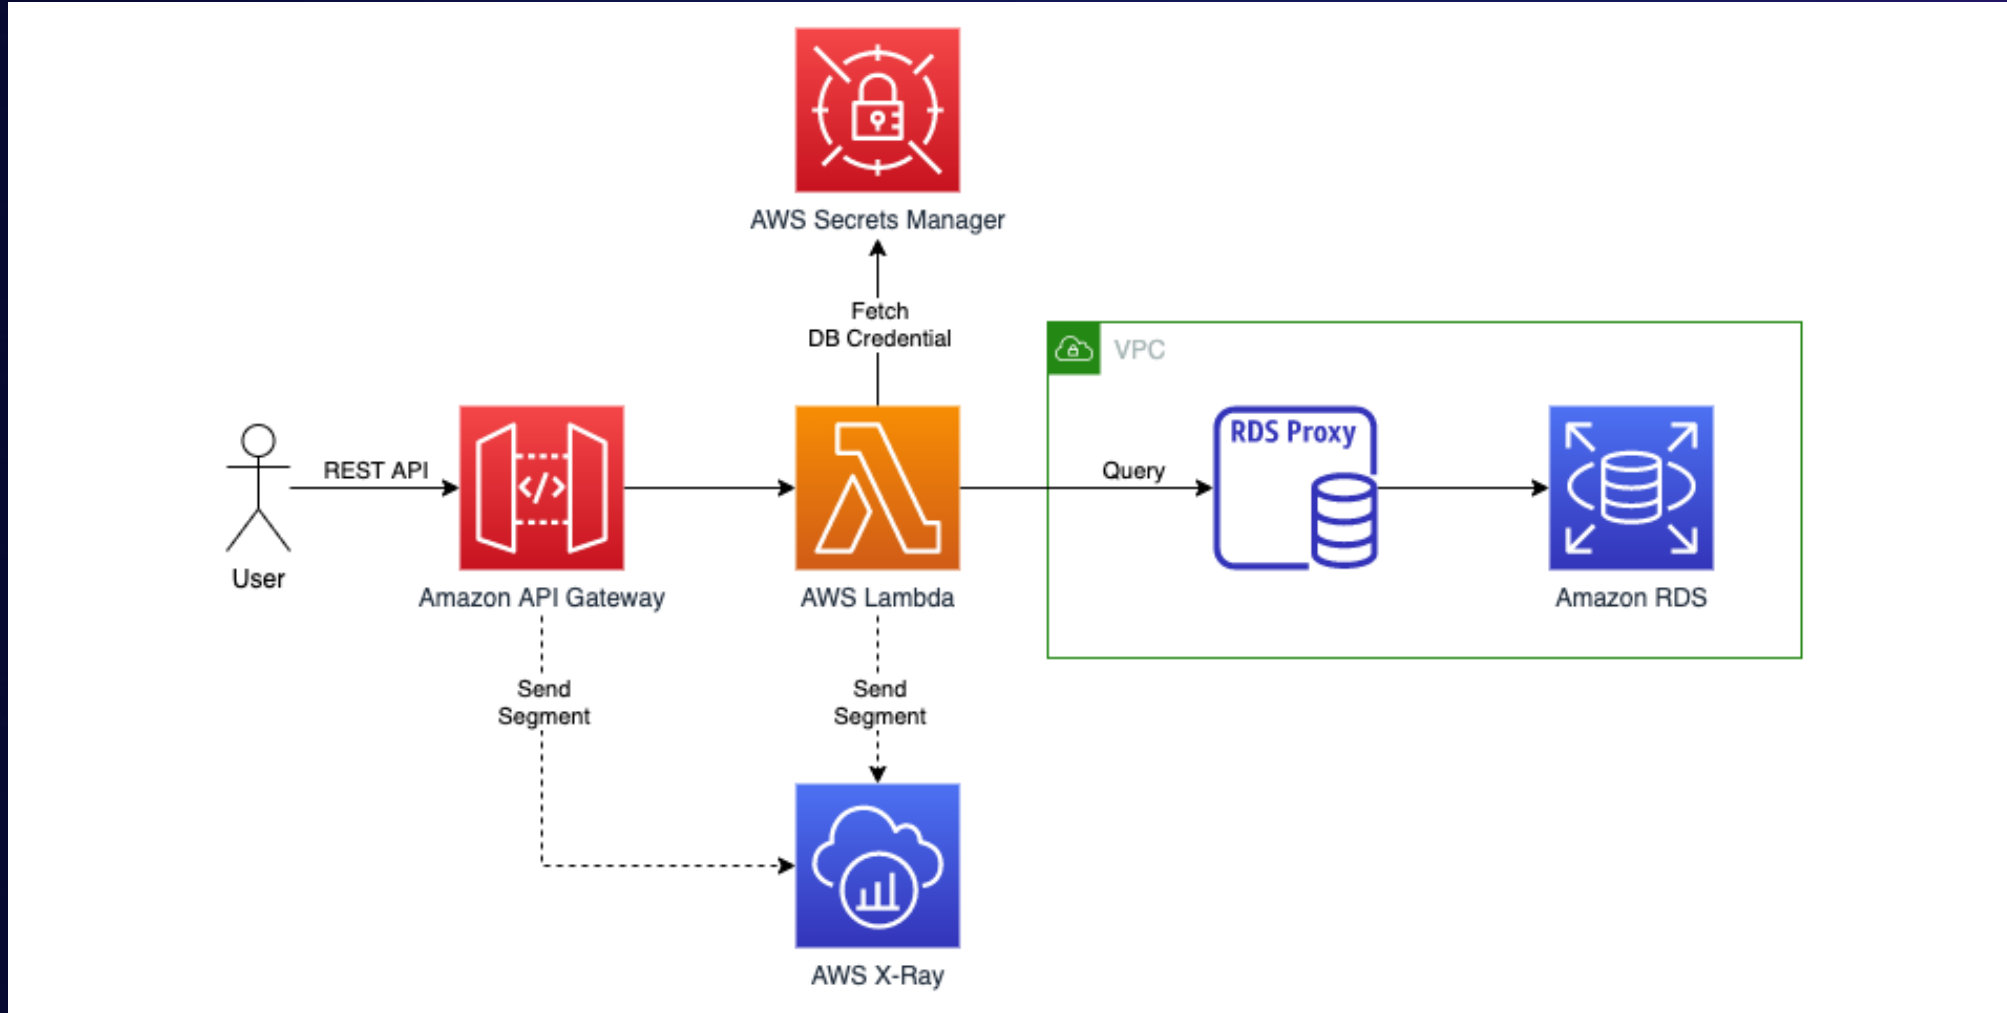 AWS Secrets Manager
Fetch
DB Credential
VPC
RDS Proxy
REST API
Query
</>
User
Amazon API Gateway
AWS Lambda
Amazon RDS
Send
Segment
Send
Segment
AWS X-Ray